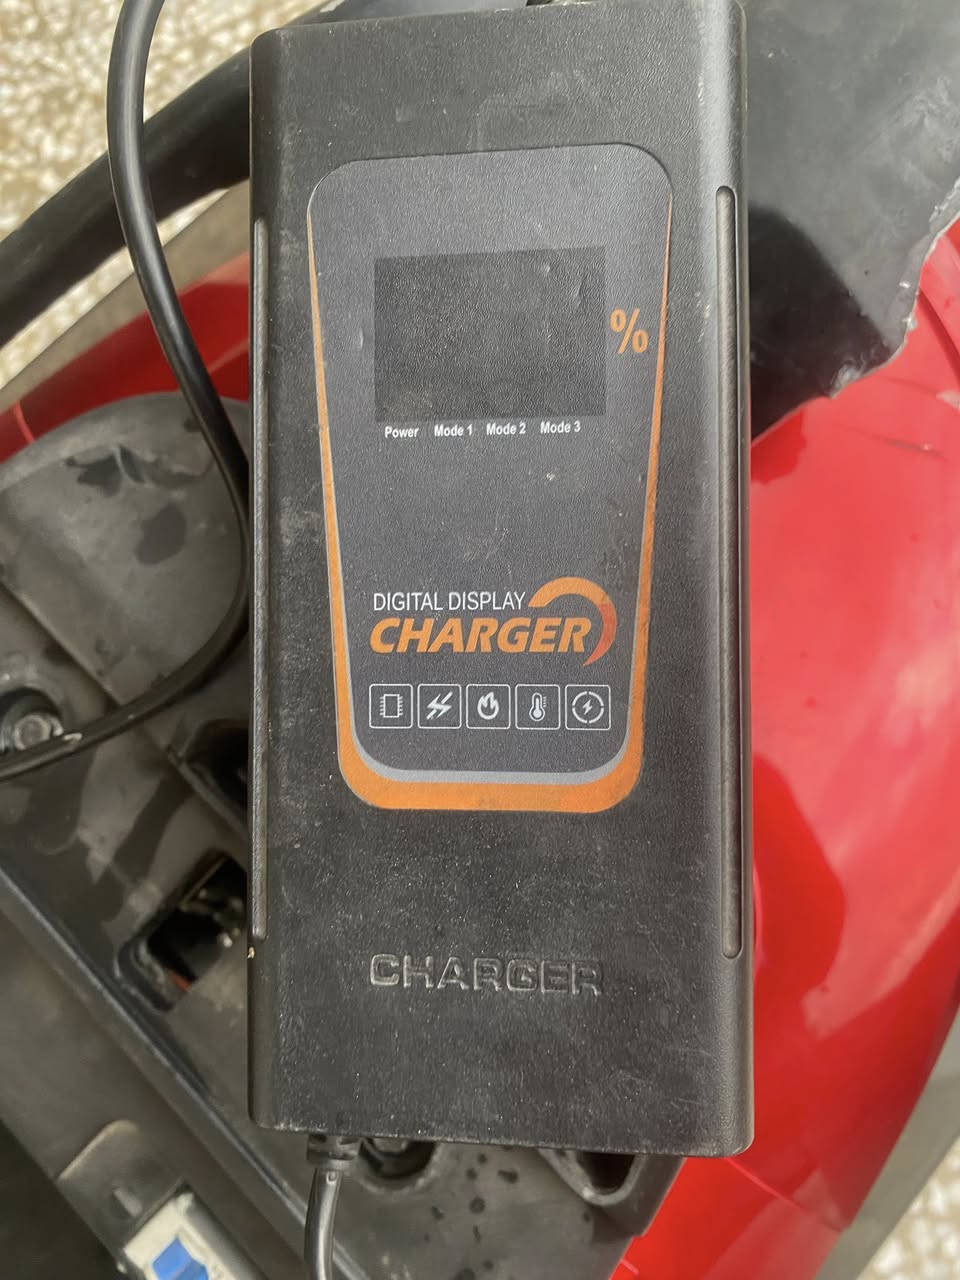 %
Power Mode 1 Mode 2 Mode 3
DIGITAL DISPLAY
CHARGER
CHARGER